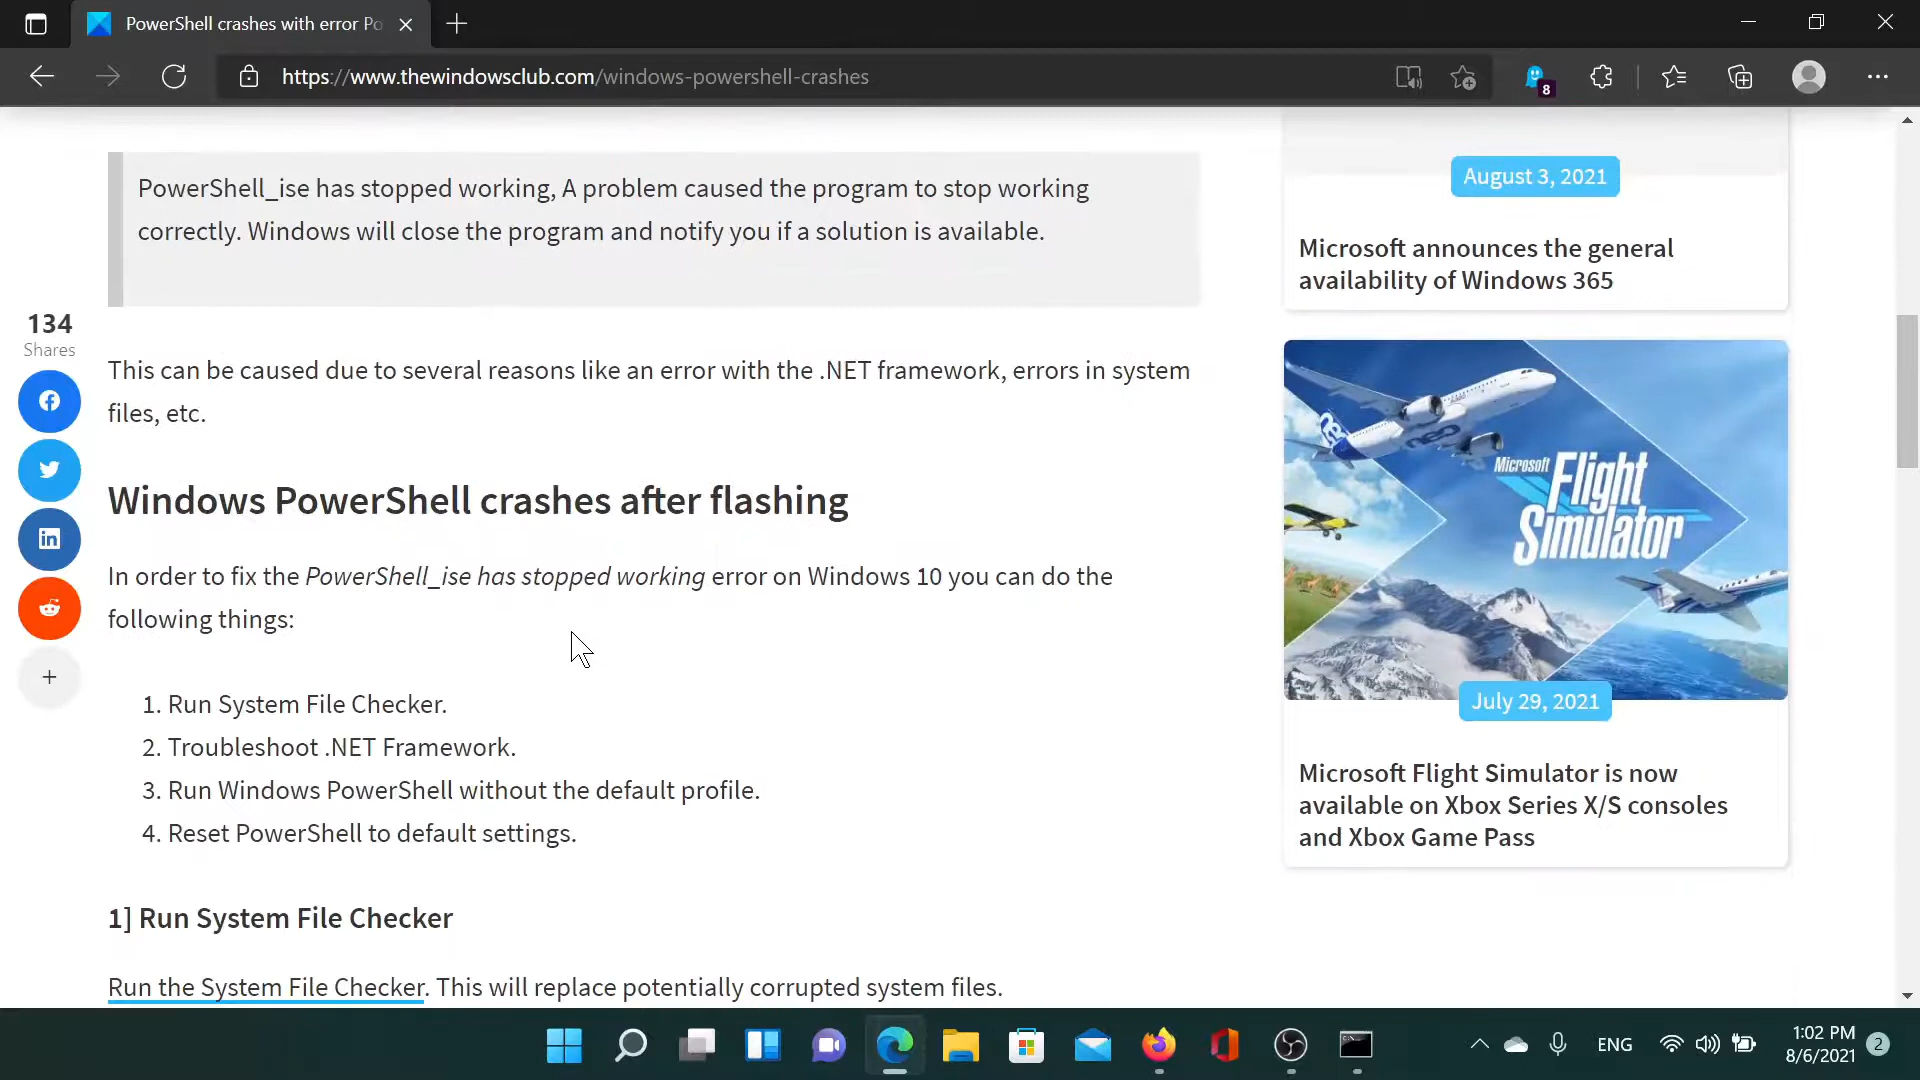 PowerShell crashes with error Po
https://www.thewindowsclub.com/windows-powershell-crashes
8
PowerShell_ise has stopped working, A problem caused the program to stop working
correctly. Windows will close the program and notify you if a solution is available.
134
Shares
This can be caused due to several reasons like an error with the .NET framework, errors in system
files, etc.
Windows PowerShell crashes after flashing
In order to fix the PowerShell_ise has stopped working error on Windows 10 you can do the
following things:
1. Run System File Checker.
2. Troubleshoot .NET Framework.
3. Run Windows PowerShell without the default profile.
4. Reset PowerShell to default settings.
1] Run System File Checker
Run the System File Checker. This will replace potentially corrupted system files.
August 3, 2021
Microsoft announces the general
availability of Windows 365
neo
Microsoft
Flight
Simulator
July 29, 2021
Microsoft Flight Simulator is now
available on Xbox Series X/S consoles
and Xbox Game Pass
ENG
1:02 PM
8/6/2021
2